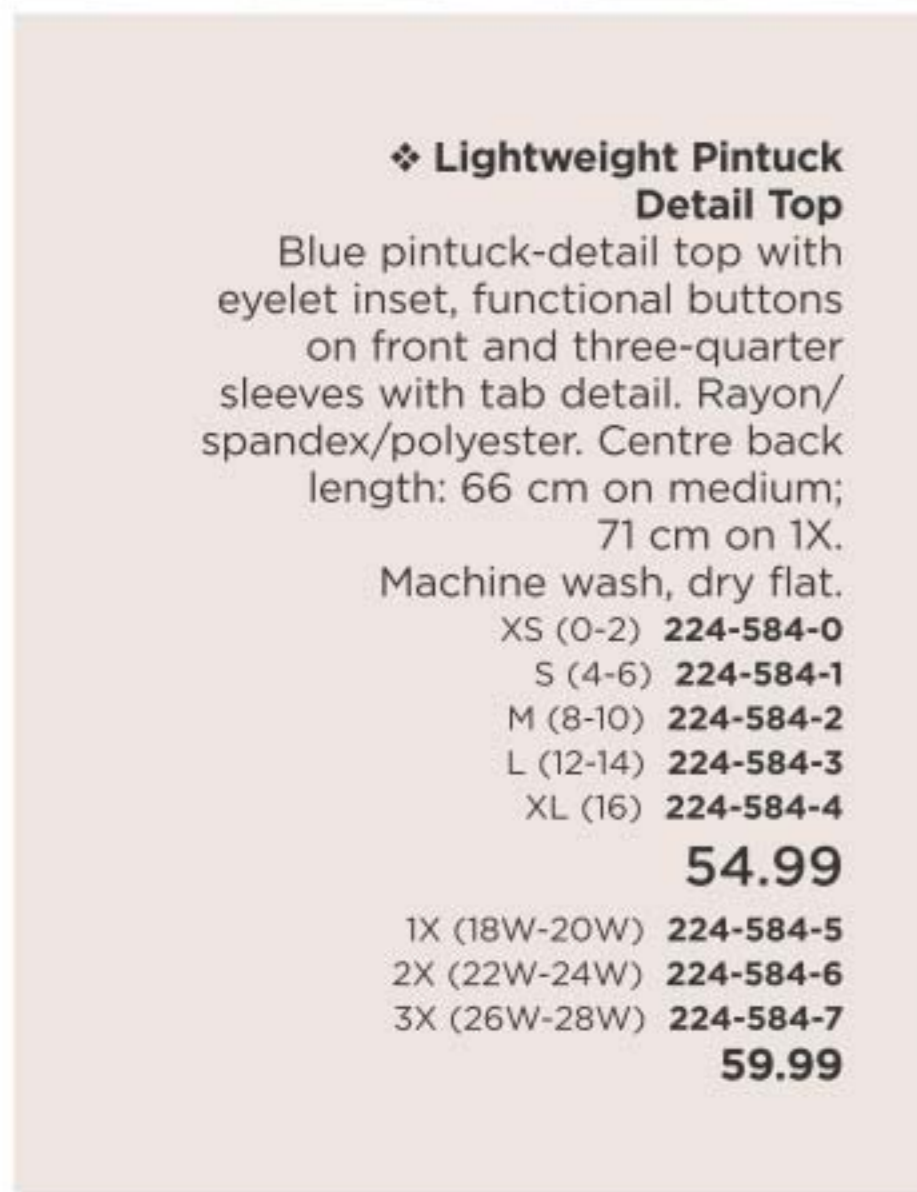 ❖ Lightweight Pintuck
Detail Top
Blue pintuck-detail top with
eyelet inset, functional buttons
on front and three-quarter
sleeves with tab detail. Rayon/
spandex/polyester. Centre back
length: 66 cm on medium;
71 cm on 1X.
Machine wash, dry flat.
XS (0-2) 224-584-0
S (4-6) 224-584-1
M (8-10) 224-584-2
L (12-14) 224-584-3
XL (16) 224-584-4
54.99
1X (18W-20W) 224-584-5
2X (22W-24W) 224-584-6
3X (26W-28W) 224-584-7
59.99